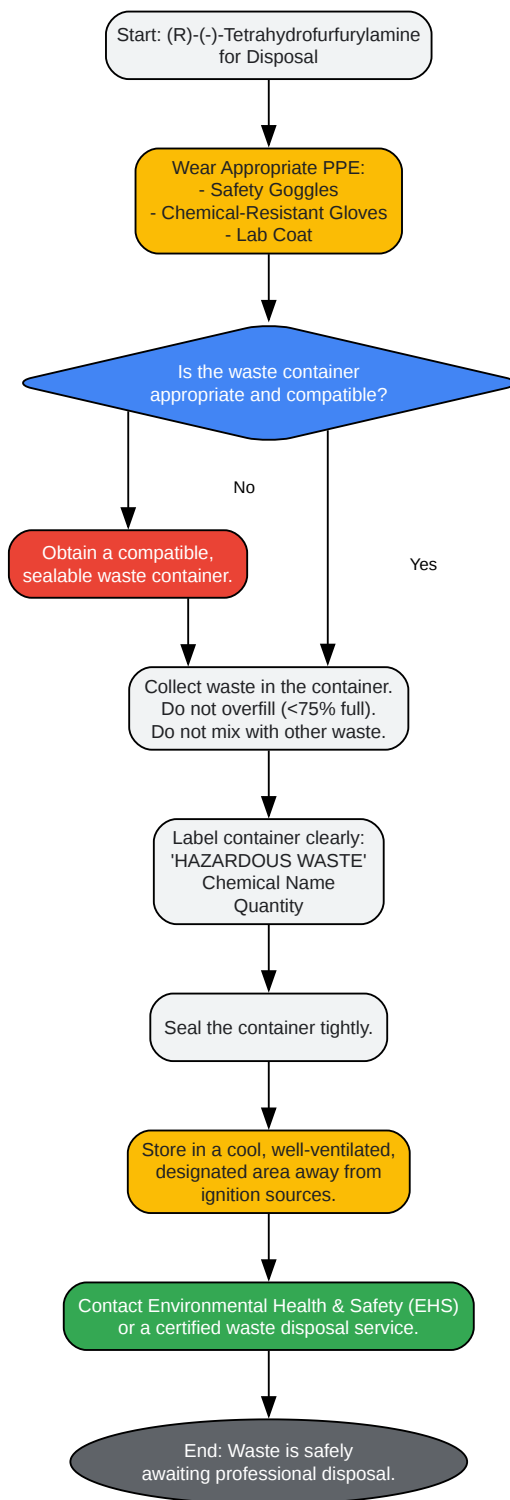 Start: (R)-(-)-Tetrahydrofurfurylamine
for Disposal
Wear Appropriate PPE:
- Safety Goggles
- Chemical-Resistant Gloves
- Lab Coat
Is the waste container
appropriate and compatible?
No
Obtain a compatible,
sealable waste container.
Yes
Collect waste in the container.
Do not overfill (<75% full).
Do not mix with other waste.
Label container clearly:
'HAZARDOUS WASTE'
Chemical Name
Quantity
Seal the container tightly.
Store in a cool, well-ventilated,
designated area away from
ignition sources.
Contact Environmental Health & Safety (EHS)
or a certified waste disposal service.
End: Waste is safely
awaiting professional disposal.